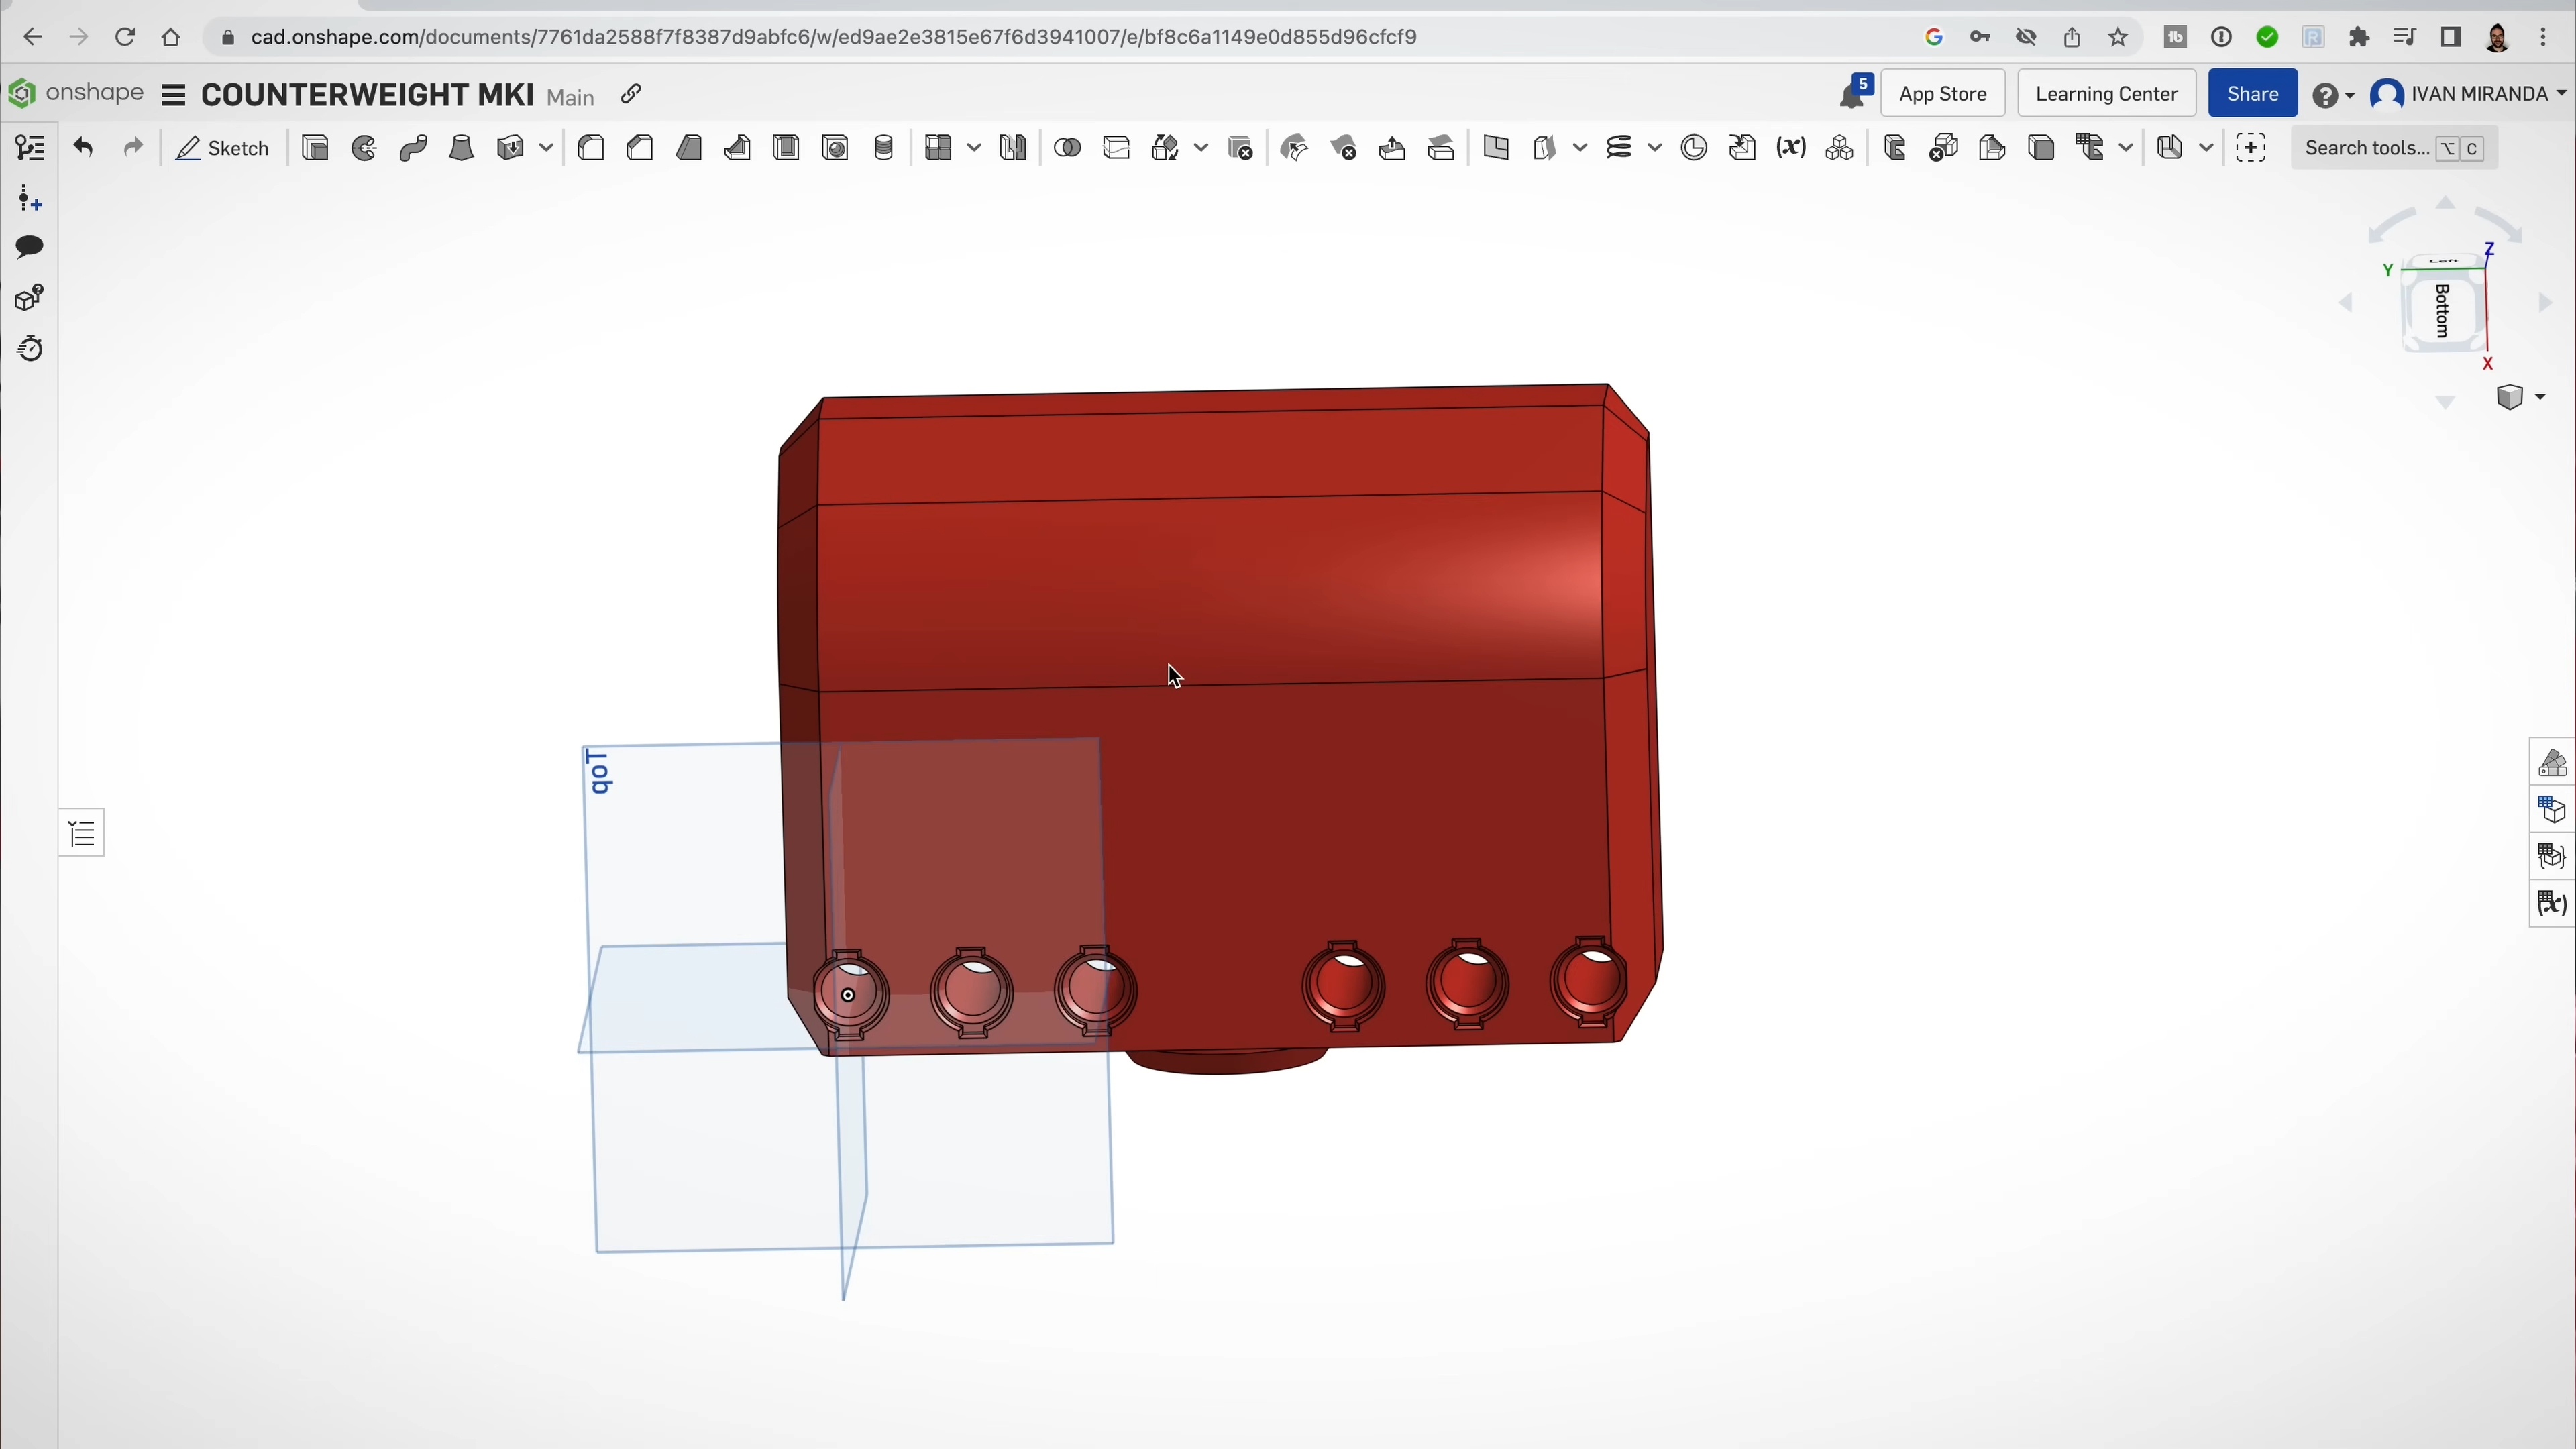 cad.onshape.com/documents/7761da2588f7f8387d9abfc6/w/ed9ae2e3815e67f6d3941007/e/bf8c6a1149e0d855d96cfcf9
onshape COUNTERWEIGHT MKI Main 5 App Store Learning Center Share ? IVAN MIRANDA
Sketch (x) Search tools... ⌥ C
Z
Left
Y
Bottom
X
Top
(x)